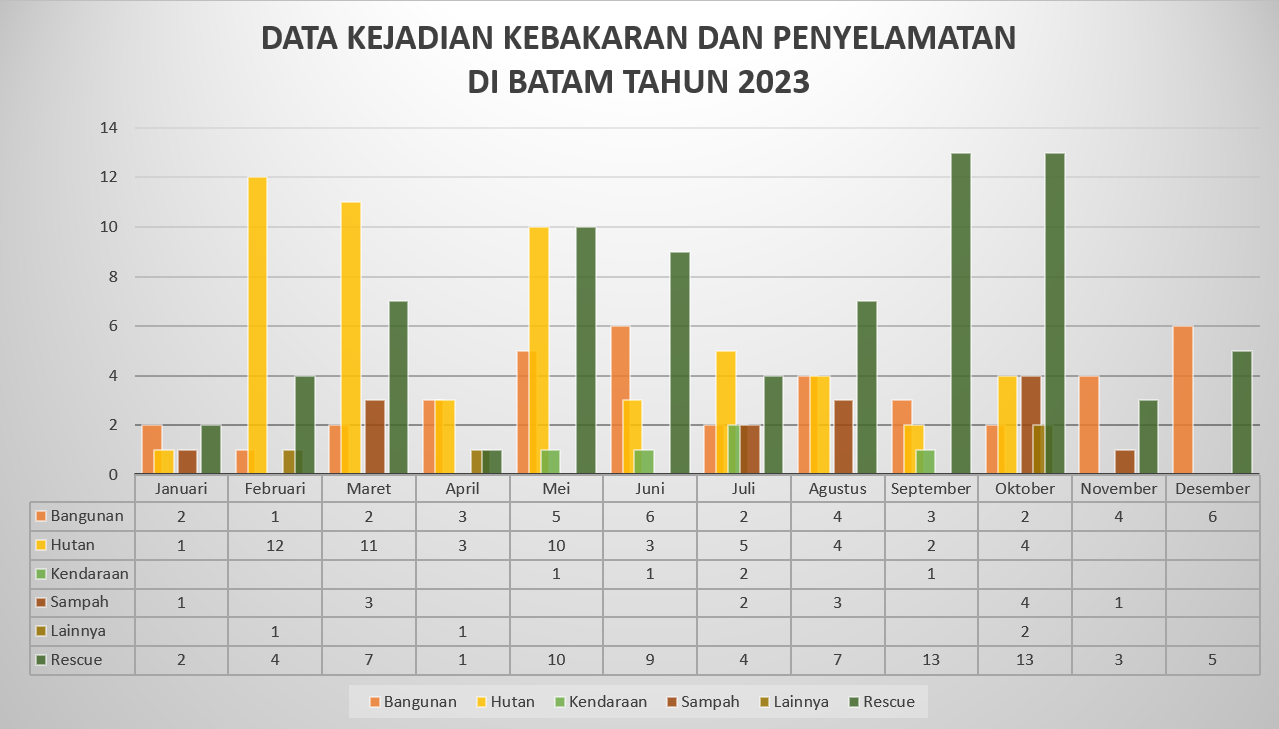 DATA KEJADIAN KEBAKARAN DAN PENYELAMATAN
DI BATAM TAHUN 2023
14
12
10
8
6
4
2
0
Januari Februari Maret April Mei Juni Juli Agustus September Oktober November Desember
Bangunan 2 1 2 3 5 6 2 4 3 2 4 6
Hutan 1 12 11 3 10 3 5 4 2 4
Kendaraan 1 1 2 1
Sampah 1 3 2 3 4 1
Lainnya 1 1 2
Rescue 2 4 7 1 10 9 4 7 13 13 3 5
Bangunan Hutan Kendaraan Sampah Lainnya Rescue